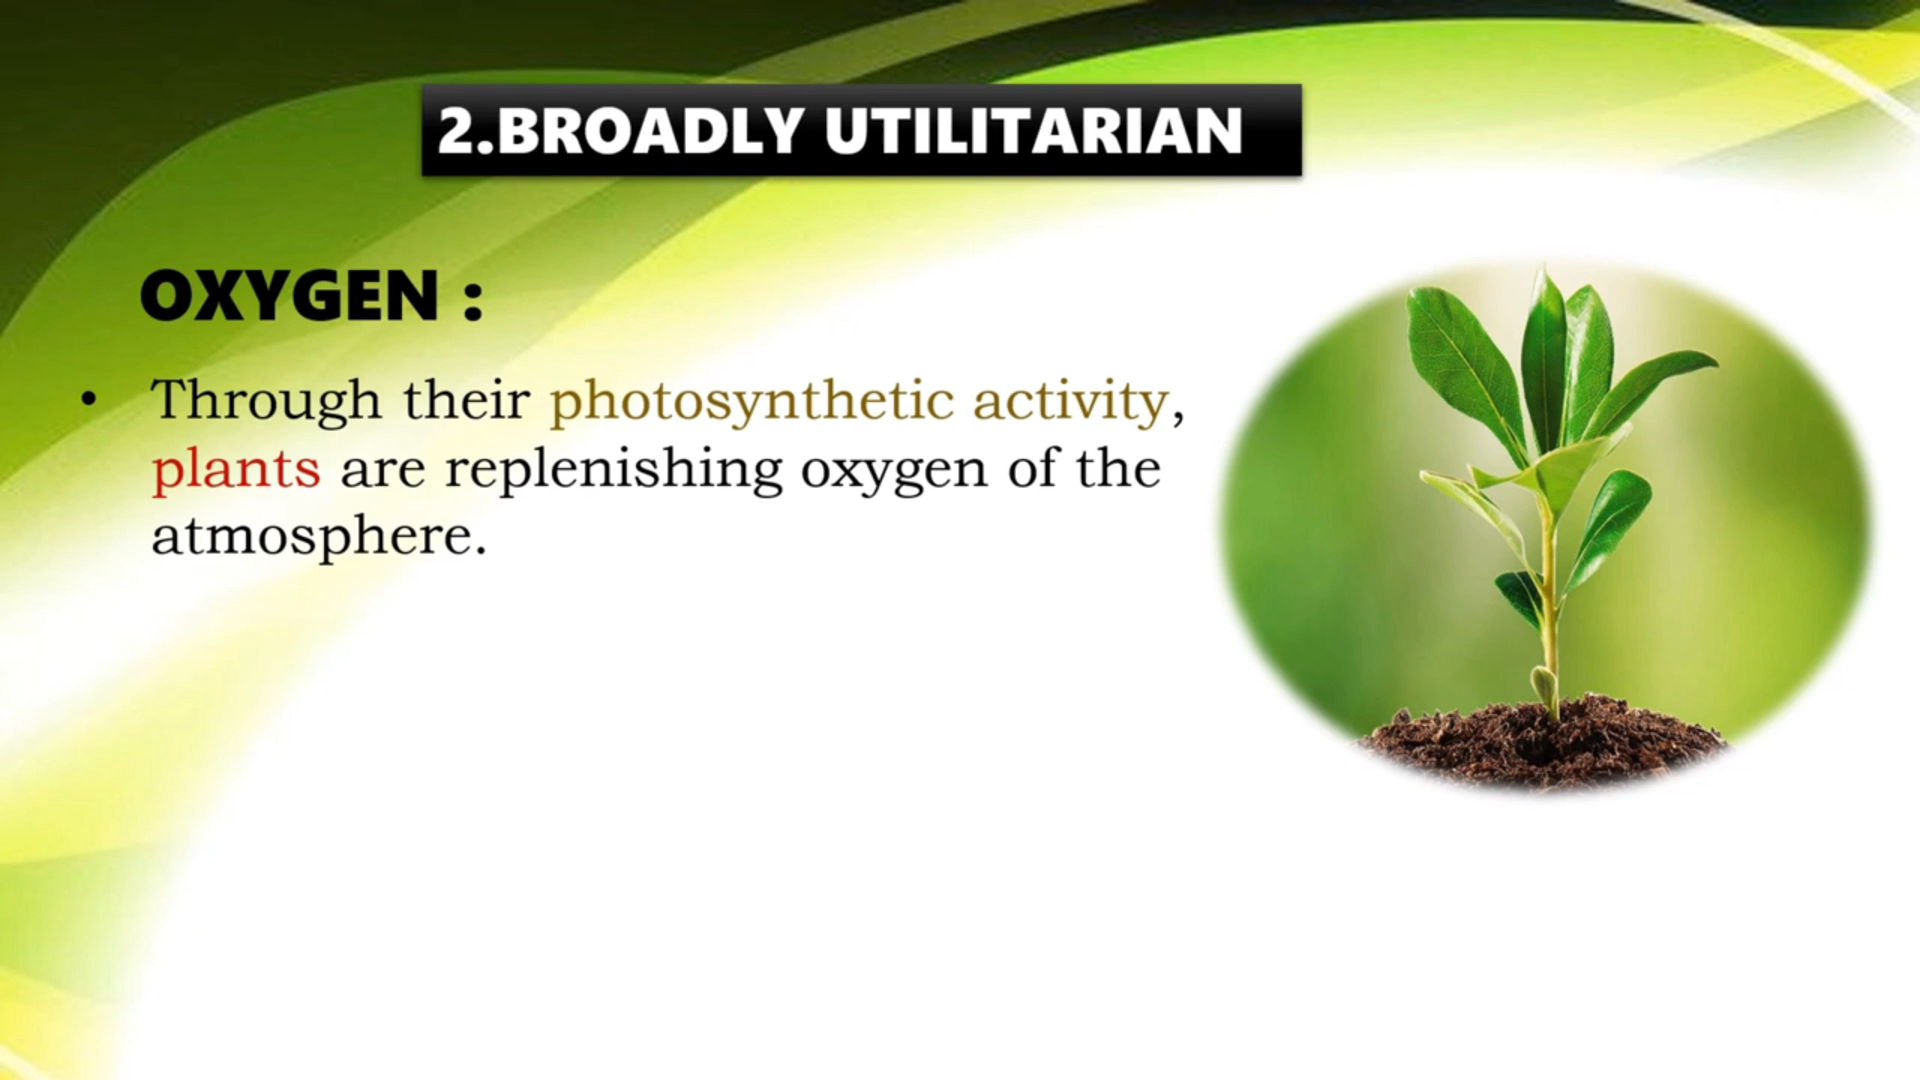 2.BROADLY UTILITARIAN
OXYGEN :
• Through their photosynthetic activity,
plants are replenishing oxygen of the
atmosphere.